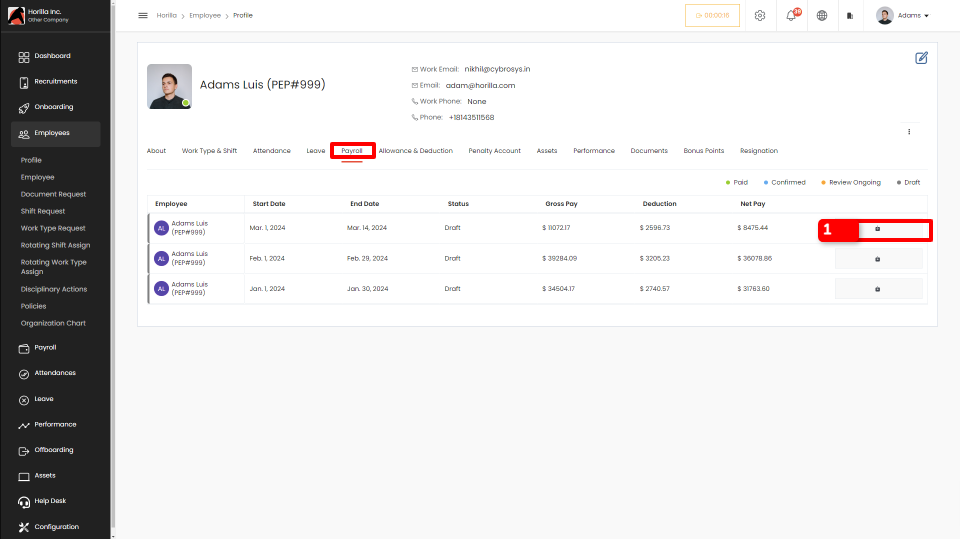 Horilla Inc.
Other Company
Horilla > Employee > Profile
00:00:16
Adams
Dashboard
Recruitments
Onboarding
Employees
Profile
Employee
Document Request
Shift Request
Work Type Request
Rotating Shift Assign
Rotating Work Type
Assign
Disciplinary Actions
Policies
Organization Chart
Payroll
Attendances
Leave
Performance
Offboarding
Assets
Help Desk
Configuration
Adams Luis (PEP#999)
Work Email: nikhil@cybrosys.in
Email: adam@horilla.com
Work Phone: None
Phone: +18143511568
About Work Type & Shift Attendance Leave Payroll Allowance & Deduction Penalty Account Assets Performance Documents Bonus Points Resignation
Paid Confirmed Review Ongoing Draft
Employee Start Date End Date Status Gross Pay Deduction Net Pay
AL Adams Luis (PEP#999) Mar. 1, 2024 Mar. 14, 2024 Draft $ 11072.17 $ 2596.73 $ 8475.44 1
AL Adams Luis (PEP#999) Feb. 1, 2024 Feb. 29, 2024 Draft $ 39284.09 $ 3205.23 $ 36078.86
AL Adams Luis (PEP#999) Jan. 1, 2024 Jan. 30, 2024 Draft $ 34504.17 $ 2740.57 $ 31763.60